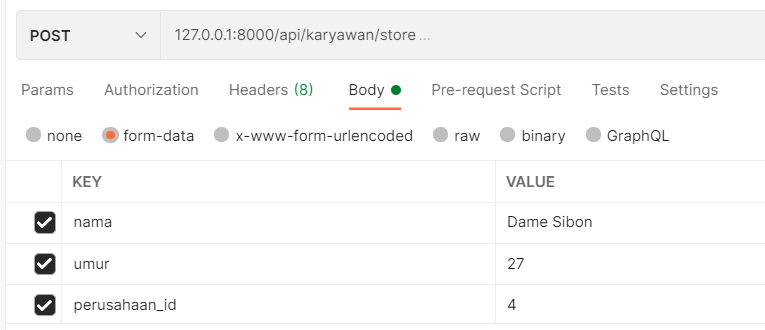 POST 127.0.0.1:8000/api/karyawan/store ...
Params Authorization Headers (8) Body Pre-request Script Tests Settings
none form-data x-www-form-urlencoded raw binary GraphQL
KEY VALUE
nama Dame Sibon
umur 27
perusahaan_id 4